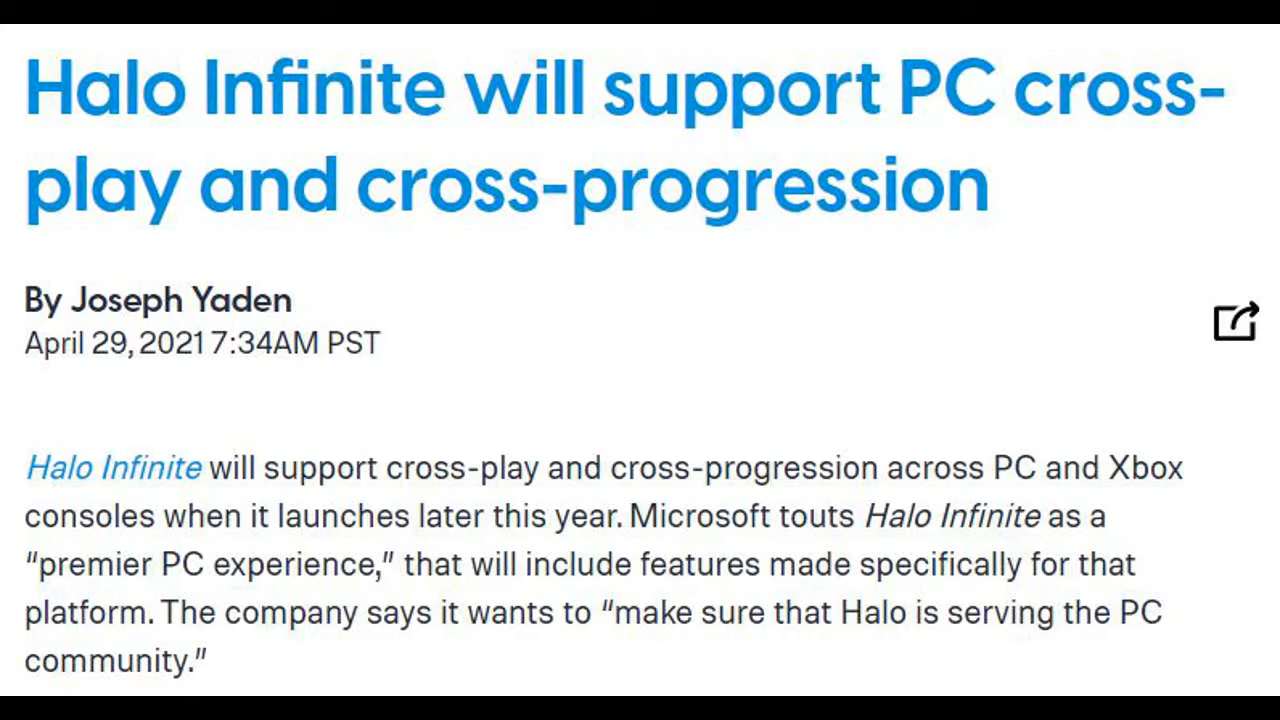 Halo Infinite will support PC cross-
play and cross-progression
By Joseph Yaden
April 29, 2021 7:34AM PST
Halo Infinite will support cross-play and cross-progression across PC and Xbox
consoles when it launches later this year. Microsoft touts Halo Infinite as a
“premier PC experience,” that will include features made specifically for that
platform. The company says it wants to “make sure that Halo is serving the PC
community.”